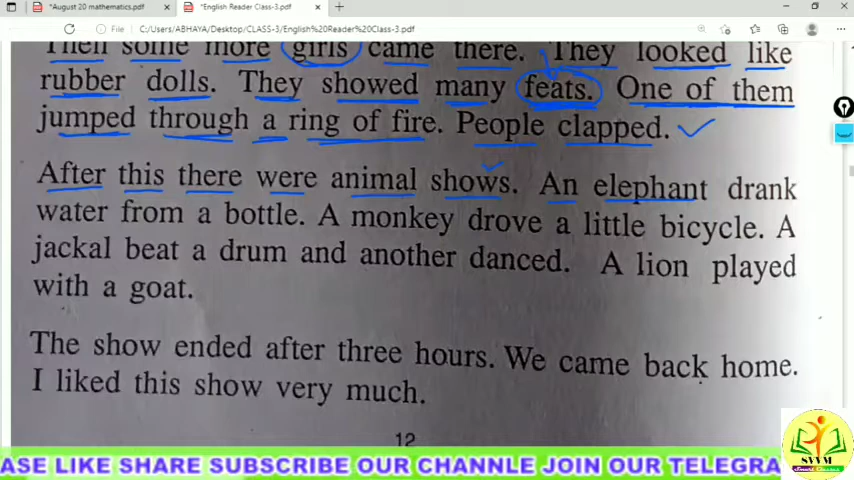 *August 20 mathematics.pdf
*English Reader Class-3.pdf
C:/Users/ABHAYA/Desktop/CLASS-3/English%20Reader%20Class-3.pdf
Then some more girls came there. They looked like
rubber dolls. They showed many feats. One of them
jumped through a ring of fire. People clapped.
After this there were animal shows. An elephant drank
water from a bottle. A monkey drove a little bicycle. A
jackal beat a drum and another danced. A lion played
with a goat.
The show ended after three hours. We came back home.
I liked this show very much.
12
ASE LIKE SHARE SUBSCRIBE OUR CHANNLE JOIN OUR TELEGRA
SVVM
Smart Classes